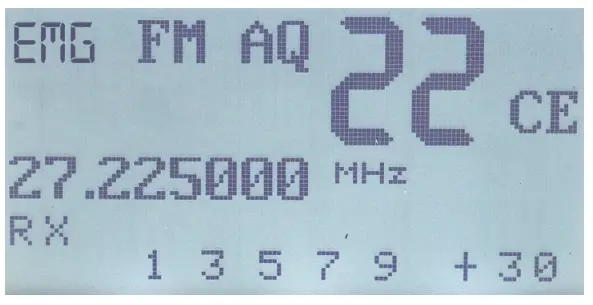 EMG FM AQ 22 CE
27.225000 MHz
RX
1 3 5 7 9 +30